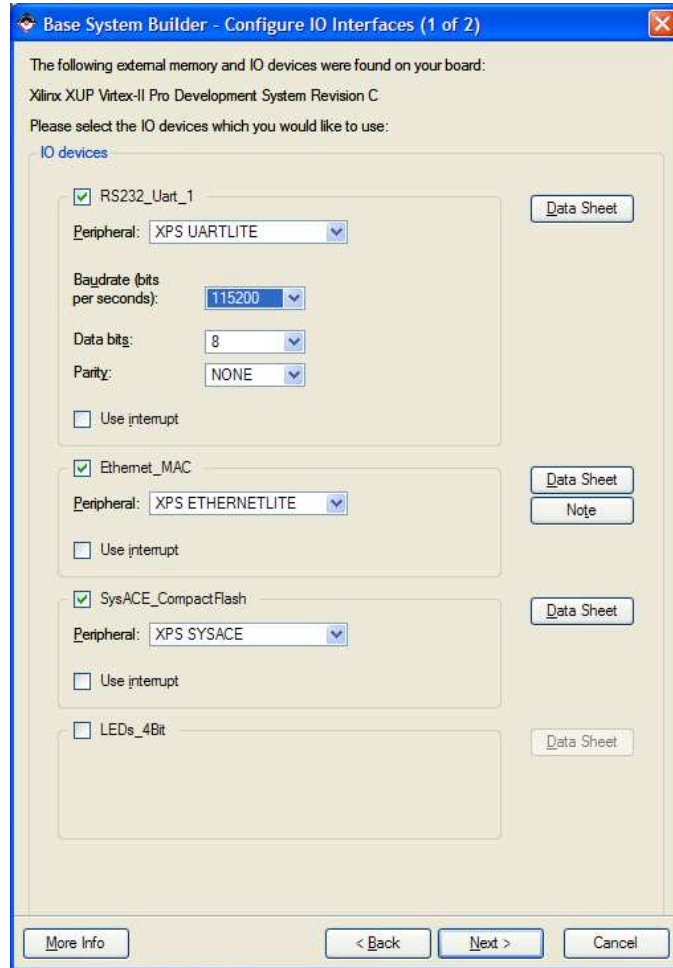 Base System Builder - Configure IO Interfaces (1 of 2)
The following external memory and IO devices were found on your board:
Xilinx XUP Virtex-II Pro Development System Revision C
Please select the IO devices which you would like to use:
IO devices
RS232_Uart_1
Data Sheet
Peripheral: XPS UARTLITE
Baudrate (bits
per seconds): 115200
Data bits: 8
Parity: NONE
Use interrupt
Ethernet_MAC
Data Sheet
Peripheral: XPS ETHERNETLITE
Note
Use interrupt
SysACE_CompactFlash
Data Sheet
Peripheral: XPS SYSACE
Use interrupt
LEDs_4Bit
Data Sheet
More Info < Back Next > Cancel